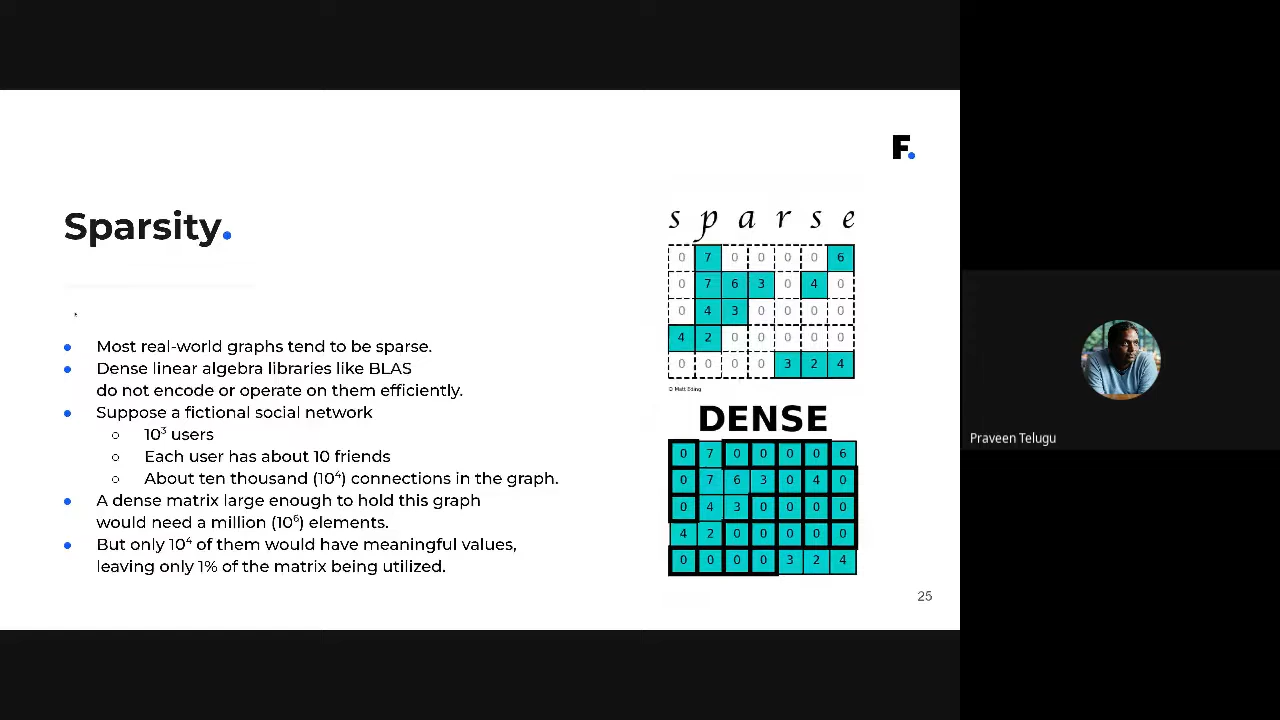 F.
Sparsity.
Most real-world graphs tend to be sparse.
Dense linear algebra libraries like BLAS
do not encode or operate on them efficiently.
Suppose a fictional social network
10³ users
Each user has about 10 friends
About ten thousand (10⁴) connections in the graph.
A dense matrix large enough to hold this graph
would need a million (10⁶) elements.
But only 10⁴ of them would have meaningful values,
leaving only 1% of the matrix being utilized.
sparse
0 7 0 0 0 0 6
0 7 6 3 0 4 0
0 4 3 0 0 0 0
4 2 0 0 0 0 0
0 0 0 0 3 2 4
© Matt Eding
DENSE
0 7 0 0 0 0 6
0 7 6 3 0 4 0
0 4 3 0 0 0 0
4 2 0 0 0 0 0
0 0 0 0 3 2 4
25
Praveen Telugu